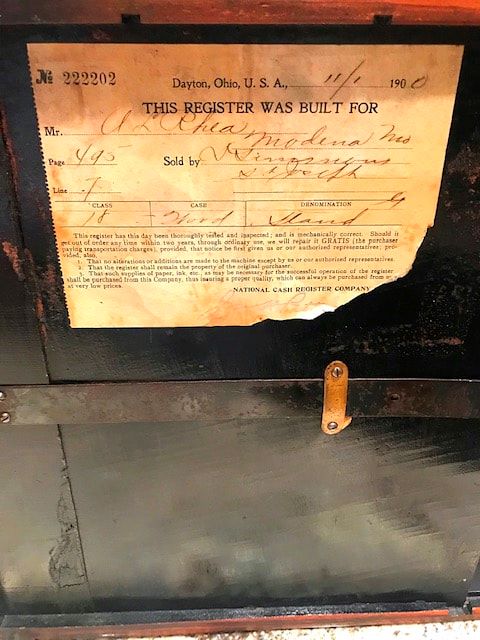 № 222202
Dayton, Ohio, U. S. A., 11/1 1900
THIS REGISTER WAS BUILT FOR
Mr. A L Rhea
Modena Mo
Page 495 Sold by Simmons
St Joseph
Line 7
CLASS CASE DENOMINATION
18 Wood Stand
This register has this day been thoroughly tested and inspected; and is mechanically correct. Should it
get out of order any time within two years, through ordinary use, we will repair it GRATIS (the purchaser
paying transportation charges), provided, that notice be first given us or our authorized representatives; pro-
vided, also,
1. That no alterations or additions are made to the machine except by us or our authorized representatives.
2. That the register shall remain the property of the original purchaser.
3. That such supplies of paper, ink, etc., as may be necessary for the successful operation of the register
shall be purchased from this Company, thus insuring a proper quality, which can always be purchased from
at very low prices.
NATIONAL CASH REGISTER COMPANY